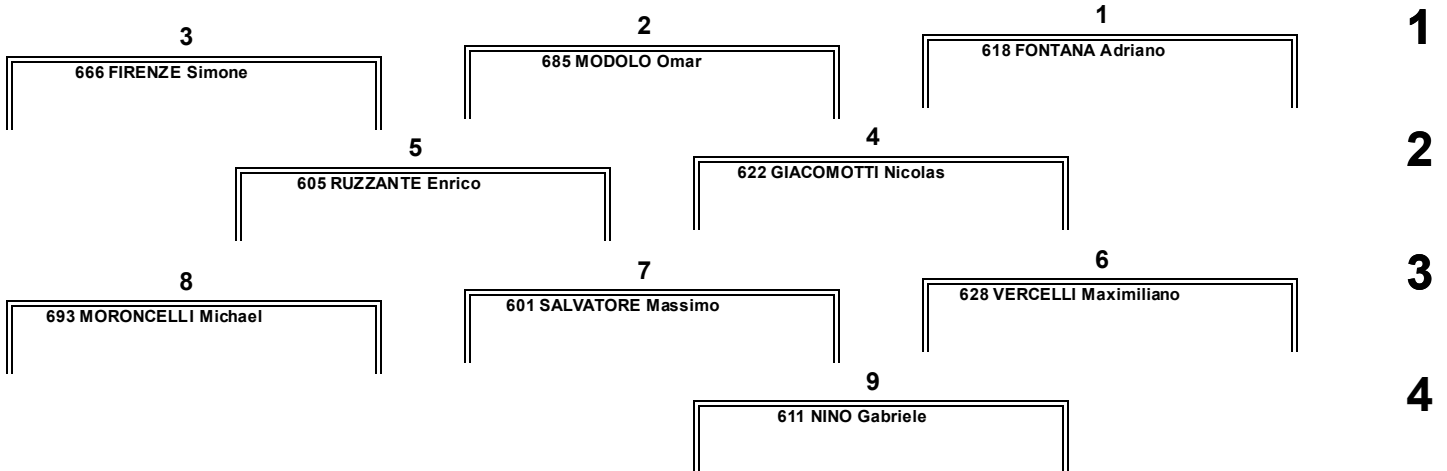 3 2 1 1
666 FIRENZE Simone 685 MODOLO Omar 618 FONTANA Adriano
5 4 2
605 RUZZANTE Enrico 622 GIACOMOTTI Nicolas
8 7 6 3
693 MORONCELLI Michael 601 SALVATORE Massimo 628 VERCELLI Maximiliano
9 4
611 NINO Gabriele